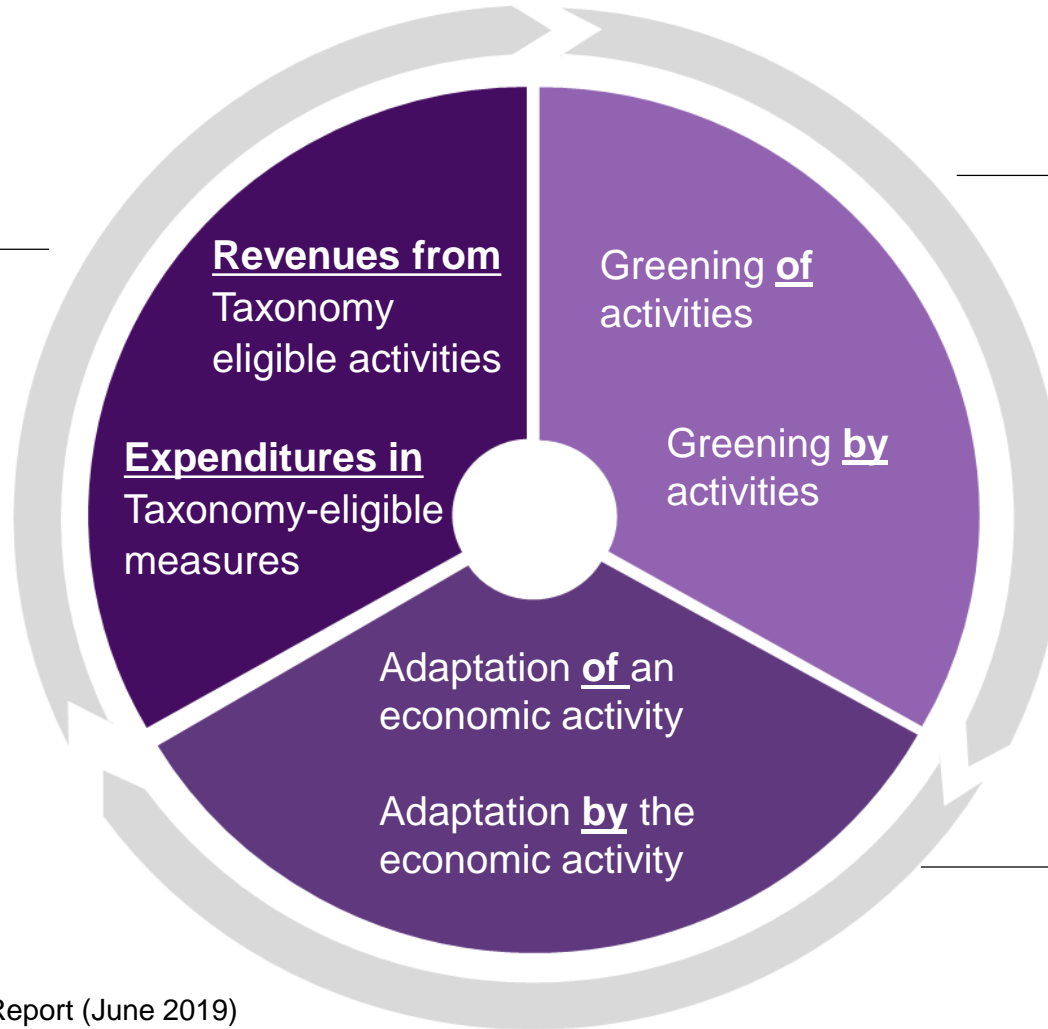 Revenues from
Taxonomy
eligible activities
Expenditures in
Taxonomy-eligible
measures
Greening of
activities
Greening by
activities
Adaptation of an
economic activity
Adaptation by the
economic activity
Report (June 2019)